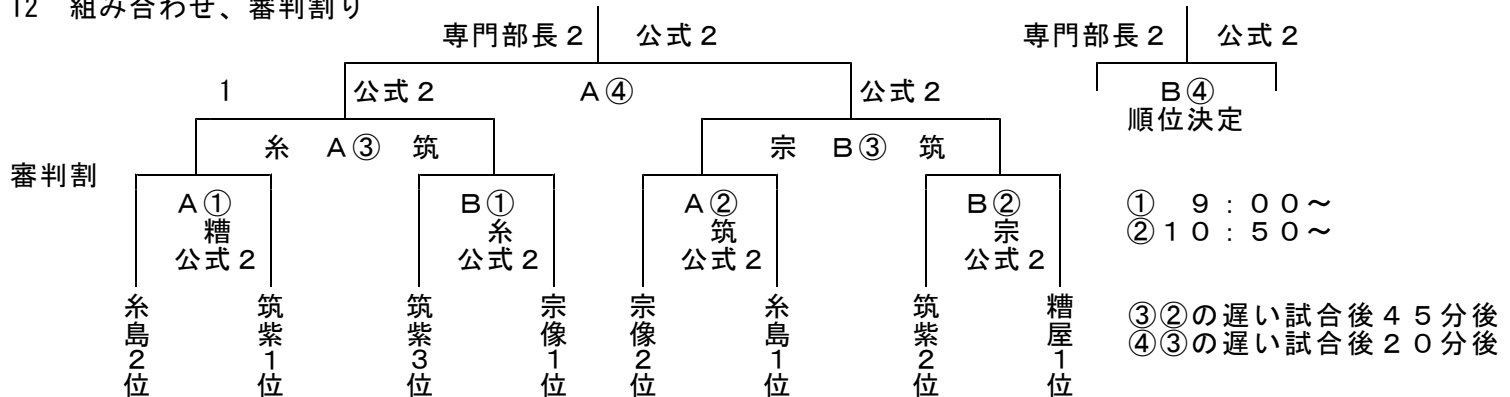 12 組み合わせ、審判割り
専門部長２ 公式２ 専門部長２ 公式２
1 公式２ Ａ④ 公式２ Ｂ④
順位決定
糸 Ａ③ 筑 宗 Ｂ③ 筑
審判割
Ａ① Ｂ① Ａ② Ｂ② ① ９：００～
糟 糸 筑 宗 ②１０：５０～
公式２ 公式２ 公式２ 公式２
糸島２位 筑紫１位 筑紫３位 宗像１位 宗像２位 糸島１位 筑紫２位 糟屋１位
③②の遅い試合後４５分後
④③の遅い試合後２０分後